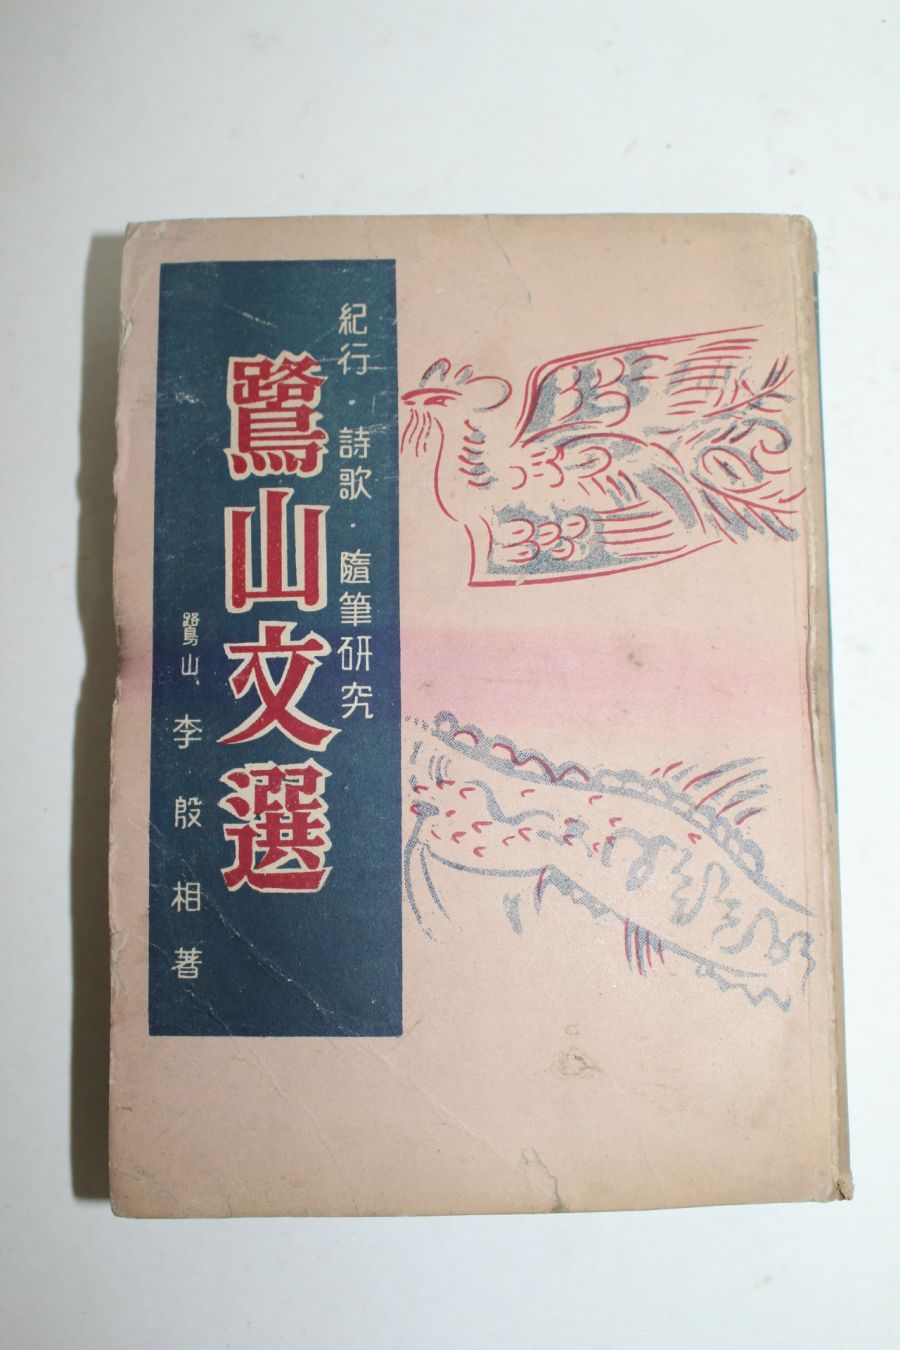 紀行・詩歌・隨筆研究
鷺山文選
鷺山 李殷相著